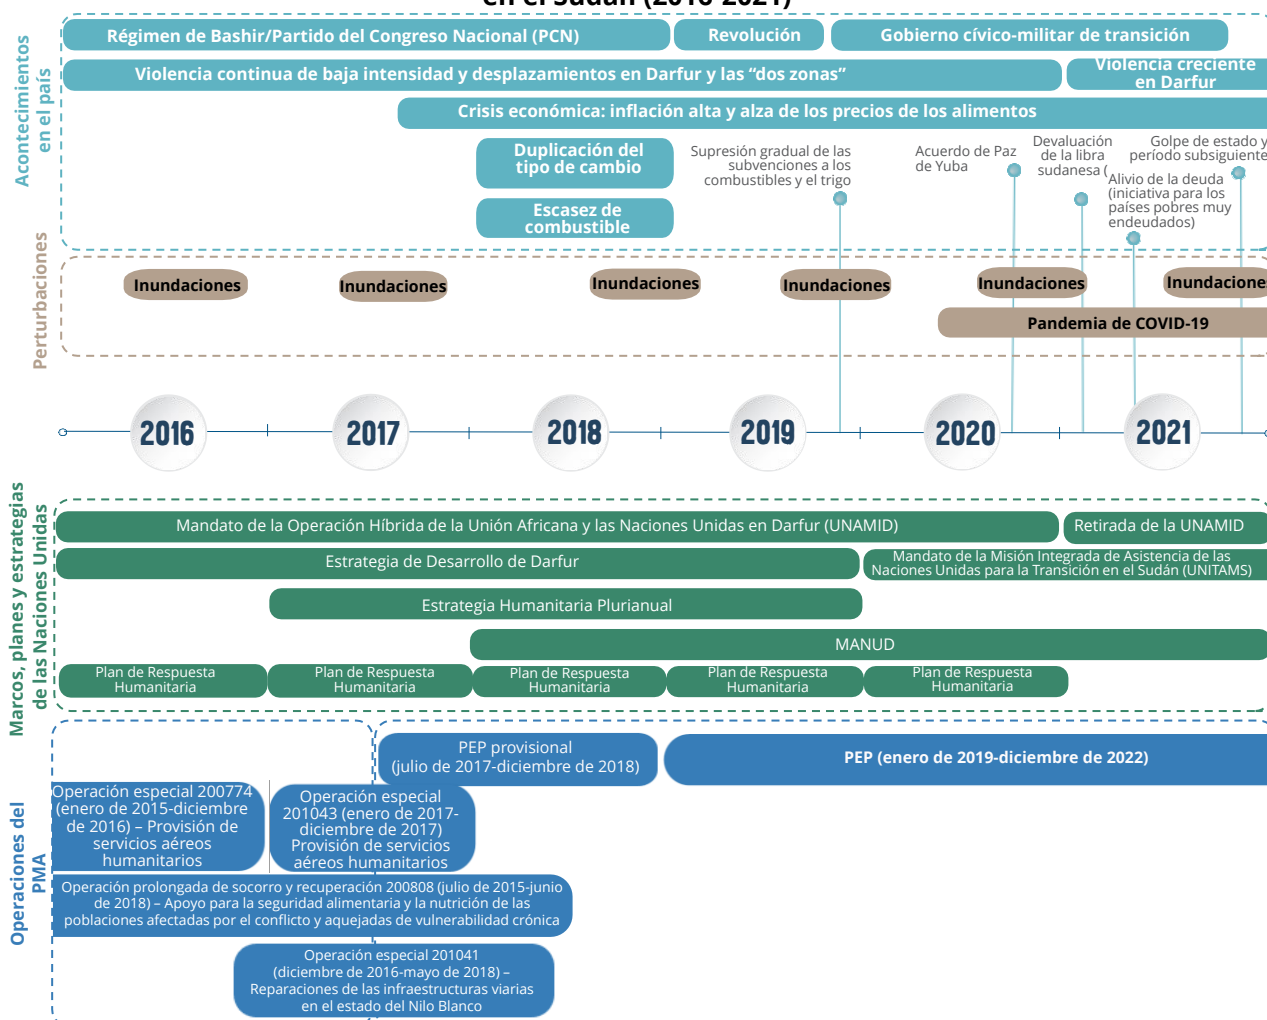 en el Sudán (2016-2021)
Acontecimientos
en el país
Régimen de Bashir/Partido del Congreso Nacional (PCN)
Revolución
Gobierno cívico-militar de transición
Violencia continua de baja intensidad y desplazamientos en Darfur y las “dos zonas”
Violencia creciente
en Darfur
Crisis económica: inflación alta y alza de los precios de los alimentos
Duplicación del
tipo de cambio
Escasez de
combustible
Supresión gradual de las
subvenciones a los
combustibles y el trigo
Acuerdo de Paz
de Yuba
Devaluación
de la libra
sudanesa (
Alivio de la deuda
(iniciativa para los
países pobres muy
endeudados)
Golpe de estado y
período subsiguiente
Perturbaciones
Inundaciones
Inundaciones
Inundaciones
Inundaciones
Inundaciones
Inundaciones
Pandemia de COVID-19
2016
2017
2018
2019
2020
2021
Marcos, planes y estrategias
de las Naciones Unidas
Mandato de la Operación Híbrida de la Unión Africana y las Naciones Unidas en Darfur (UNAMID)
Retirada de la UNAMID
Estrategia de Desarrollo de Darfur
Mandato de la Misión Integrada de Asistencia de las
Naciones Unidas para la Transición en el Sudán (UNITAMS)
Estrategia Humanitaria Plurianual
MANUD
Plan de Respuesta
Humanitaria
Plan de Respuesta
Humanitaria
Plan de Respuesta
Humanitaria
Plan de Respuesta
Humanitaria
Plan de Respuesta
Humanitaria
Operaciones del
PMA
PEP provisional
(julio de 2017-diciembre de 2018)
PEP (enero de 2019-diciembre de 2022)
Operación especial 200774
(enero de 2015-diciembre
de 2016) – Provisión de
servicios aéreos
humanitarios
Operación especial
201043 (enero de 2017-
diciembre de 2017)
Provisión de servicios
aéreos humanitarios
Operación prolongada de socorro y recuperación 200808 (julio de 2015-junio
de 2018) – Apoyo para la seguridad alimentaria y la nutrición de las
poblaciones afectadas por el conflicto y aquejadas de vulnerabilidad crónica
Operación especial 201041
(diciembre de 2016-mayo de 2018) –
Reparaciones de las infraestructuras viarias
en el estado del Nilo Blanco